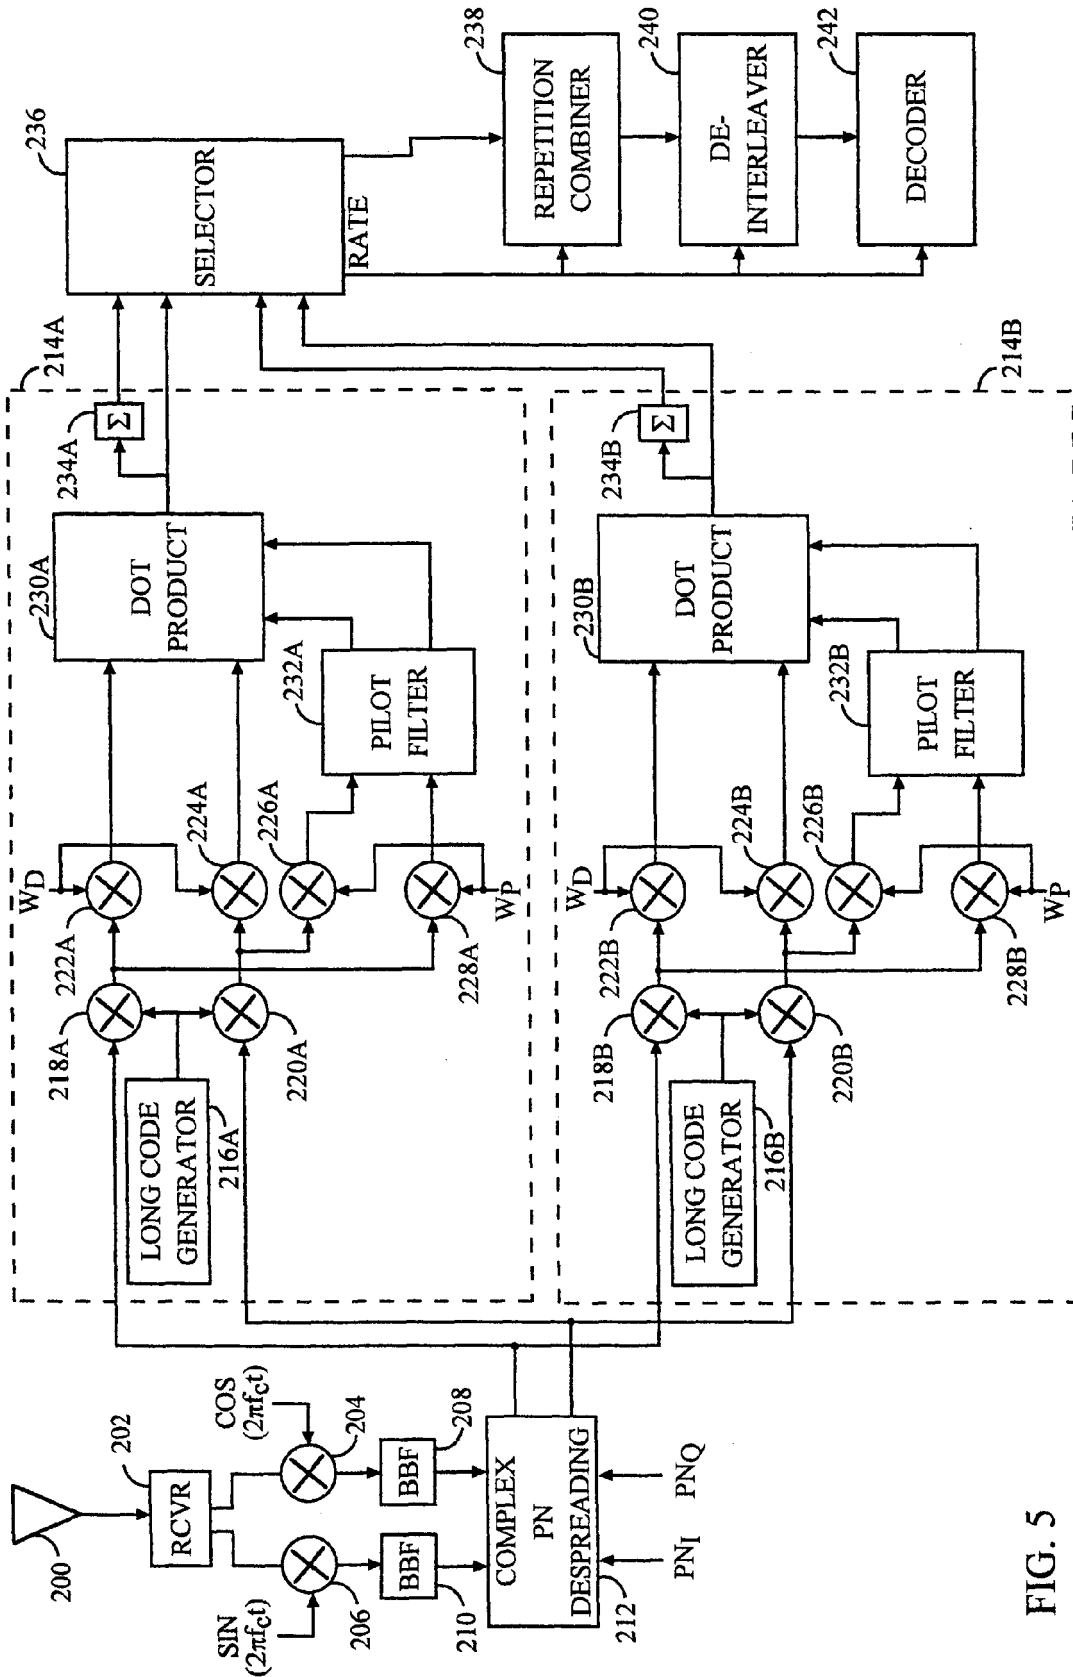 200
202
RCVR
COS
(2πfct)
SIN
(2πfct)
204
206
BBF
208
BBF
210
COMPLEX
PN
DESPREADING
212
PNI
PNQ
214A
LONG CODE
GENERATOR
216A
218A
220A
WD
222A
224A
226A
228A
WP
230A
DOT
PRODUCT
232A
PILOT
FILTER
234A
Σ
214B
LONG CODE
GENERATOR
216B
218B
220B
WD
222B
224B
226B
228B
WP
230B
DOT
PRODUCT
232B
PILOT
FILTER
234B
Σ
236
SELECTOR
RATE
238
REPETITION
COMBINER
240
DE-
INTERLEAVER
242
DECODER
FIG. 5